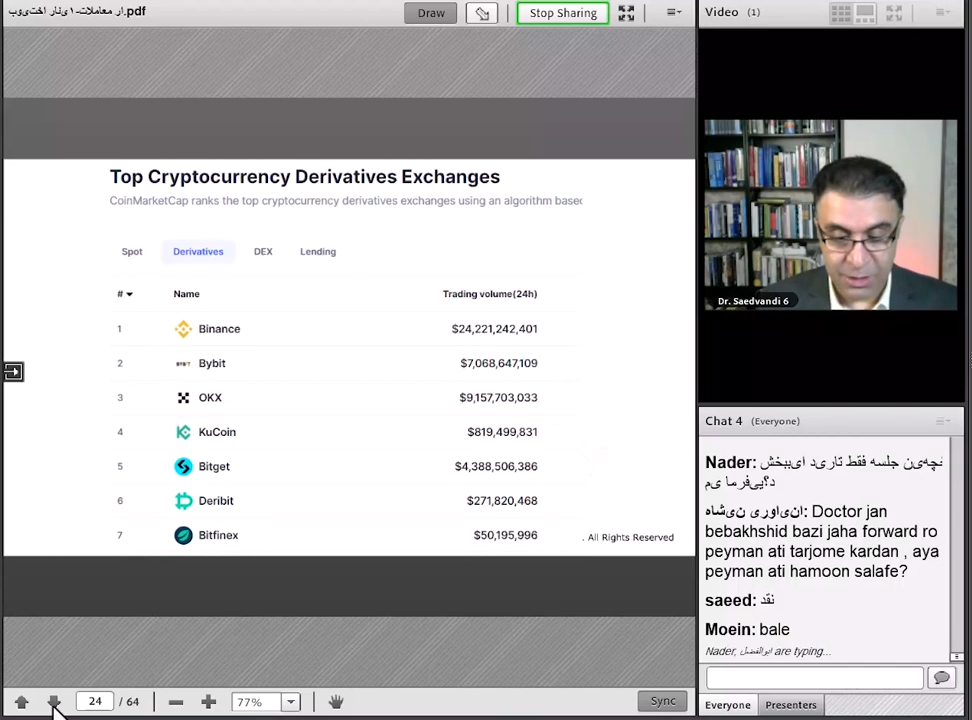 Draw
Stop Sharing
Video (1)
Top Cryptocurrency Derivatives Exchanges
CoinMarketCap ranks the top cryptocurrency derivatives exchanges using an algorithm based
Spot Derivatives DEX Lending
# Name Trading volume(24h)
1 Binance $24,221,242,401
2 Bybit $7,068,647,109
3 OKX $9,157,703,033
4 KuCoin $819,499,831
5 Bitget $4,388,506,386
6 Deribit $271,820,468
7 Bitfinex $50,195,996
. All Rights Reserved
24 / 64
77%
Sync
Dr. Saedvandi 6
Chat 4 (Everyone)
Nader: جلسه فقط
Doctor jan
bebakhshid bazi jaha forward ro
peyman ati tarjome kardan , aya
peyman ati hamoon salafe?
saeed: نقد
Moein: bale
Nader, ابوالفضل are typing...
Everyone Presenters